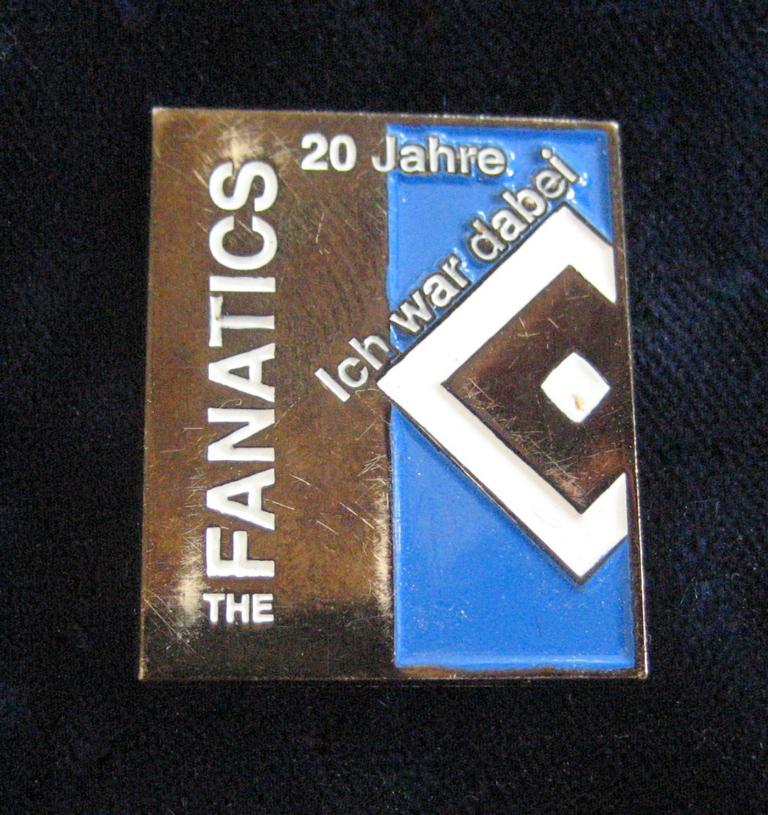 THE FANATICS
20 Jahre
Ich war dabei